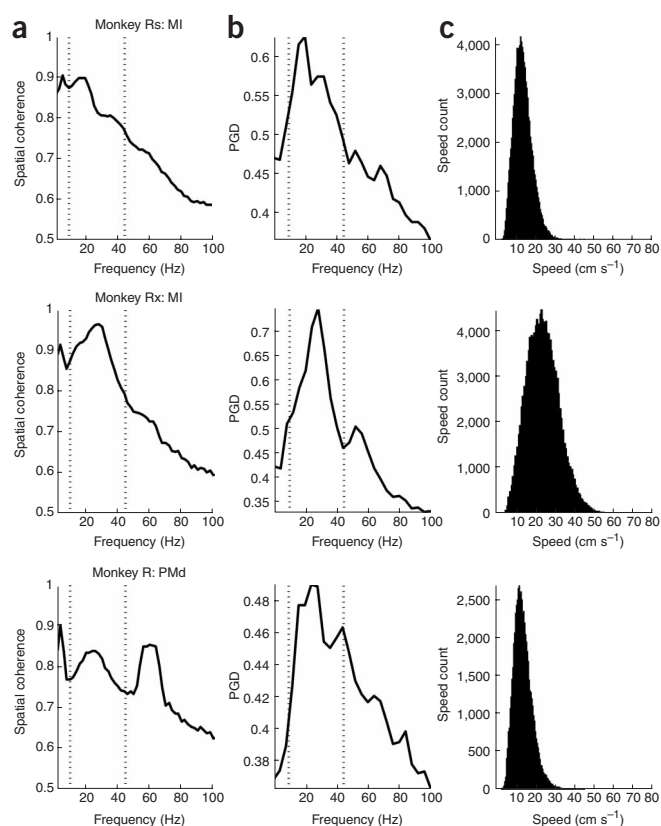 a
b
c
Monkey Rs: MI
Spatial coherence
1
0.9
0.8
0.7
0.6
0.5
20 40 60 80 100
Frequency (Hz)
PGD
0.6
0.55
0.5
0.45
0.4
20 40 60 80 100
Frequency (Hz)
Speed count
4,000
3,000
2,000
1,000
0
10 20 30 40 50 60 70 80
Speed (cm s⁻¹)
Monkey Rx: MI
Spatial coherence
1
0.9
0.8
0.7
0.6
0.5
20 40 60 80 100
Frequency (Hz)
PGD
0.7
0.65
0.6
0.55
0.5
0.45
0.4
0.35
20 40 60 80 100
Frequency (Hz)
Speed count
4,000
3,000
2,000
1,000
0
10 20 30 40 50 60 70 80
Speed (cm s⁻¹)
Monkey R: PMd
Spatial coherence
1
0.9
0.8
0.7
0.6
0.5
20 40 60 80 100
Frequency (Hz)
PGD
0.48
0.46
0.44
0.42
0.4
0.38
20 40 60 80 100
Frequency (Hz)
Speed count
2,500
2,000
1,500
1,000
500
0
10 20 30 40 50 60 70 80
Speed (cm s⁻¹)